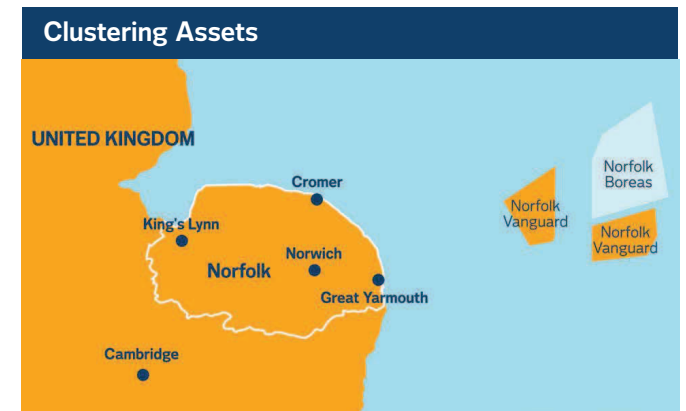 Clustering Assets
UNITED KINGDOM
Cromer
King's Lynn
Norwich
Norfolk
Great Yarmouth
Cambridge
Norfolk
Vanguard
Norfolk
Boreas
Norfolk
Vanguard